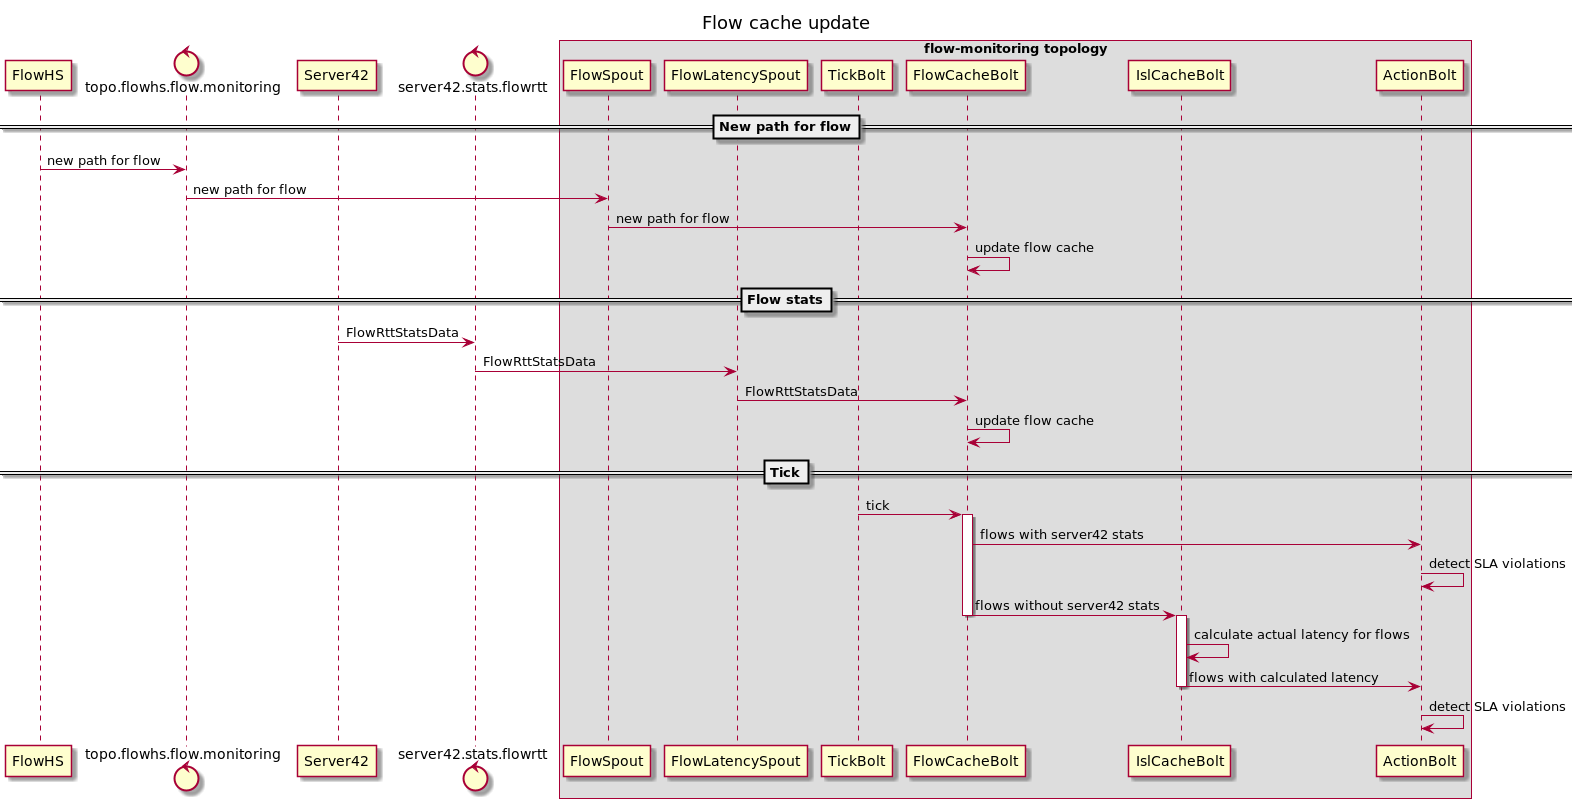 Flow cache update
flow-monitoring topology
FlowHS
topo.flowhs.flow.monitoring
Server42
server42.stats.flowrtt
FlowSpout
FlowLatencySpout
TickBolt
FlowCacheBolt
IslCacheBolt
ActionBolt
New path for flow
new path for flow
new path for flow
new path for flow
update flow cache
Flow stats
FlowRttStatsData
FlowRttStatsData
FlowRttStatsData
update flow cache
Tick
tick
flows with server42 stats
detect SLA violations
flows without server42 stats
calculate actual latency for flows
flows with calculated latency
detect SLA violations
FlowHS
topo.flowhs.flow.monitoring
Server42
server42.stats.flowrtt
FlowSpout
FlowLatencySpout
TickBolt
FlowCacheBolt
IslCacheBolt
ActionBolt